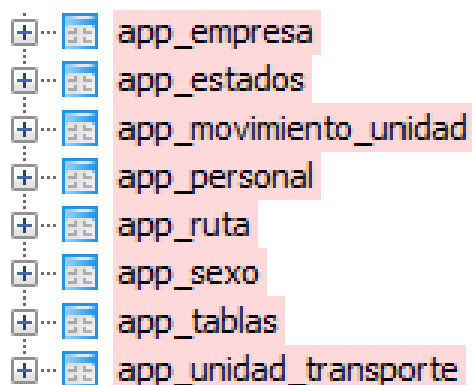 app_empresa
app_estados
app_movimiento_unidad
app_personal
app_ruta
app_sexo
app_tablas
app_unidad_transporte